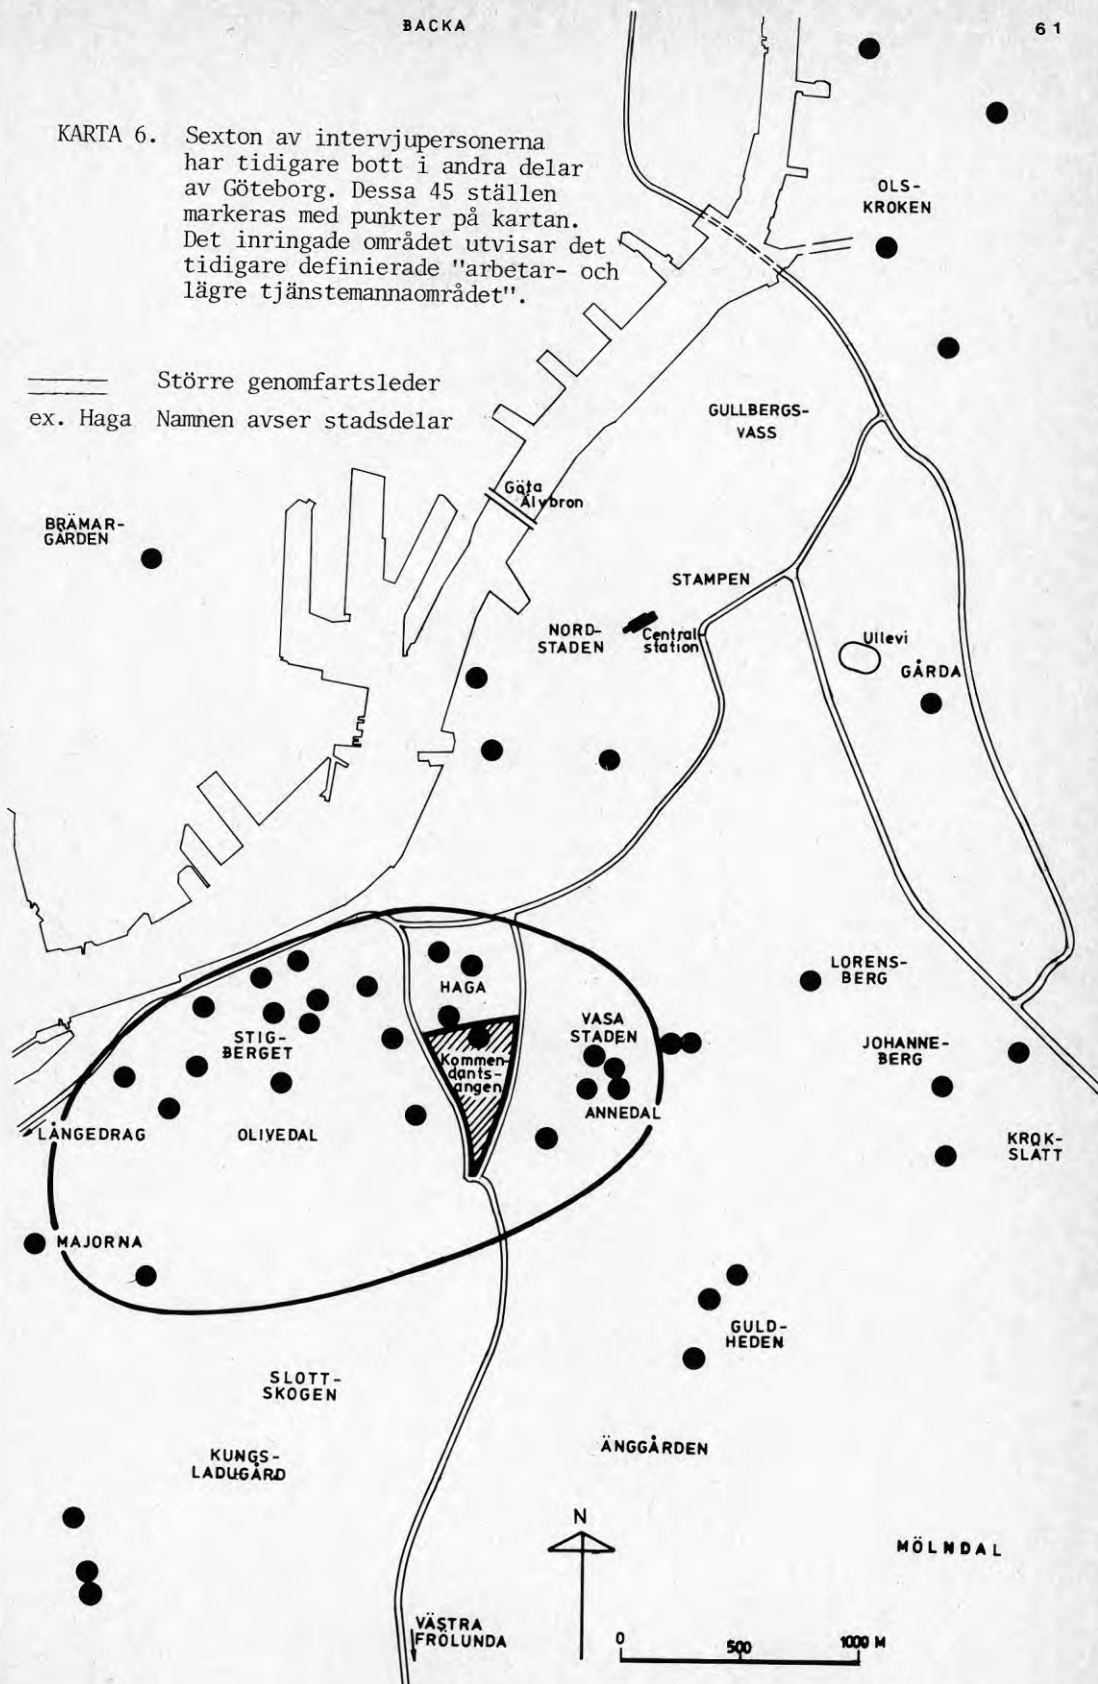 BACKA
61
KARTA 6. Sexton av intervjupersonerna
har tidigare bott i andra delar
av Göteborg. Dessa 45 ställen
markeras med punkter på kartan.
Det inringade området utvisar det
tidigare definierade "arbetar- och
lägre tjänstemannaområdet".
Större genomfartsleder
ex. Haga Namnen avser stadsdelar
OLS-
KROKEN
GULLBERGS-
VASS
Göta
Älvbron
BRÄMAR-
GÅRDEN
STAMPEN
NORD-
STADEN
Central-
station
Ullevi
GÅRDA
LORENS-
BERG
HAGA
STIG-
BERGET
VASA
STADEN
JOHANNE-
BERG
Kommen-
dants-
ängen
ANNEDAL
LÅNGEDRAG
OLIVEDAL
KROK-
SLATT
MAJORNA
GULD-
HEDEN
SLOTT-
SKOGEN
ÄNGGÅRDEN
KUNGS-
LADUGÅRD
N
MÖLNDAL
VÄSTRA
FRÖLUNDA
0 500 1000 M